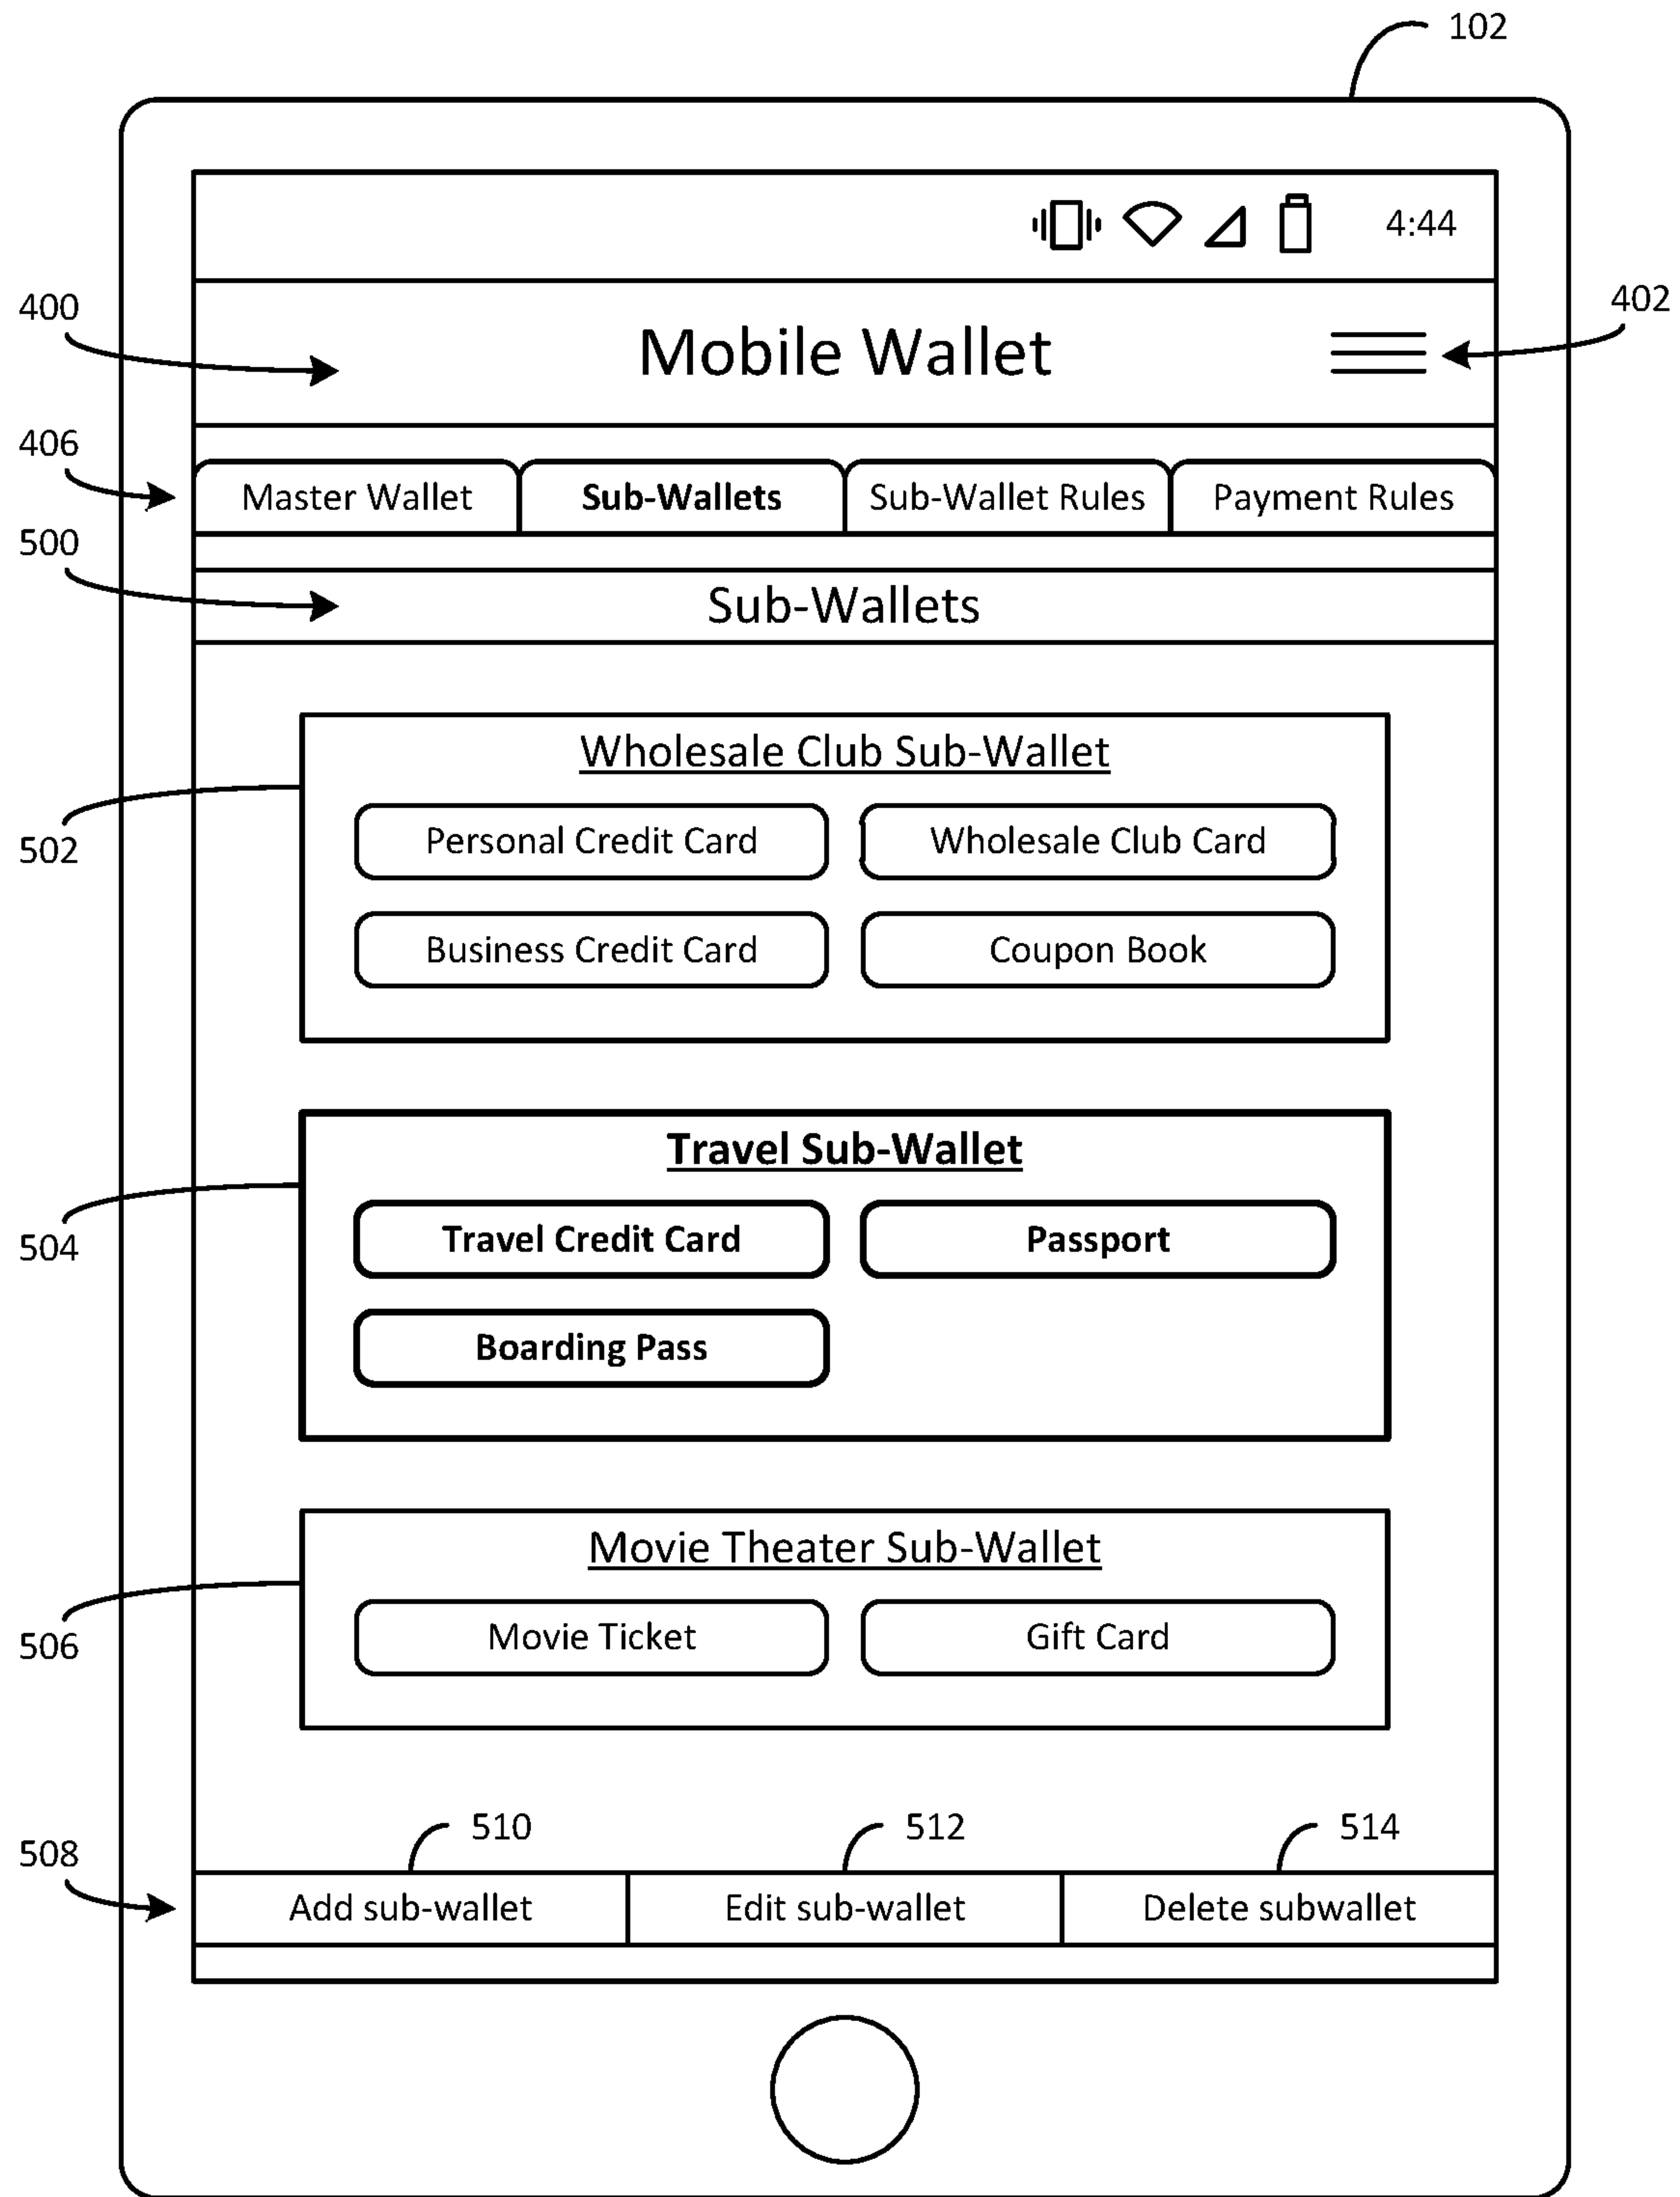 102
4:44
400
Mobile Wallet
402
406
Master Wallet
Sub-Wallets
Sub-Wallet Rules
Payment Rules
500
Sub-Wallets
Wholesale Club Sub-Wallet
502
Personal Credit Card
Wholesale Club Card
Business Credit Card
Coupon Book
Travel Sub-Wallet
504
Travel Credit Card
Passport
Boarding Pass
Movie Theater Sub-Wallet
506
Movie Ticket
Gift Card
508
510
512
514
Add sub-wallet
Edit sub-wallet
Delete subwallet